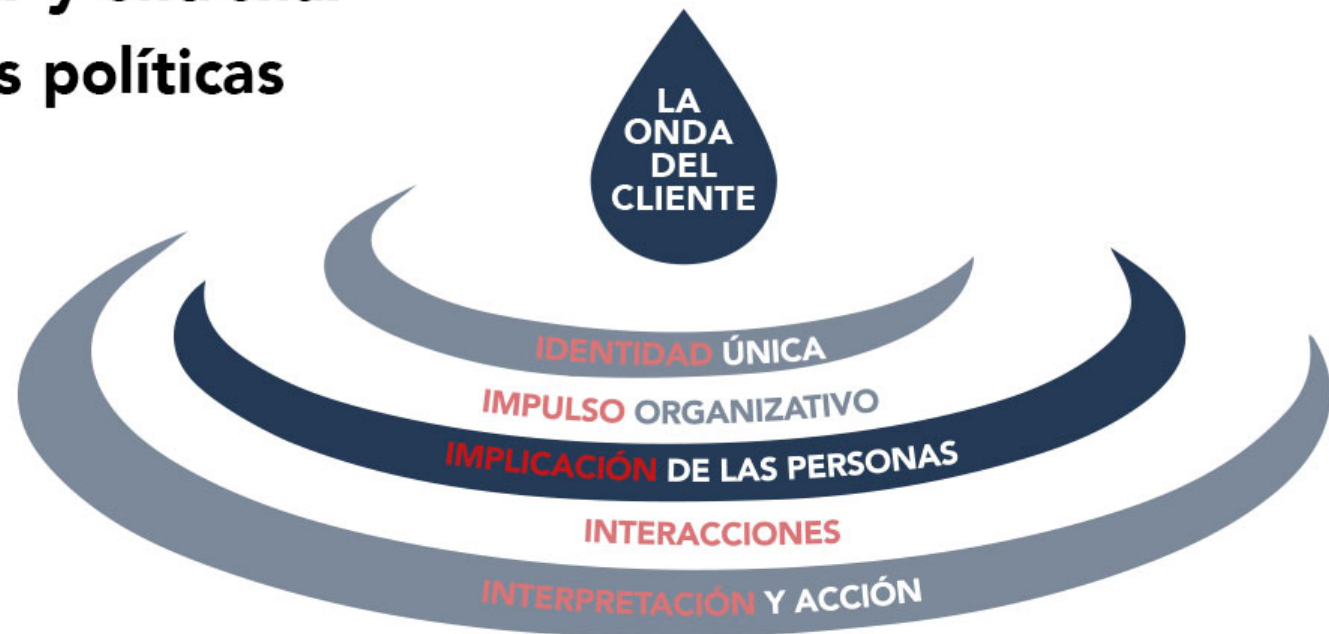 s políticas
LA
ONDA
DEL
CLIENTE
IDENTIDAD ÚNICA
IMPULSO ORGANIZATIVO
IMPLICACIÓN DE LAS PERSONAS
INTERACCIONES
INTERPRETACIÓN Y ACCIÓN